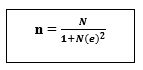 n = N / 1+N(e)²